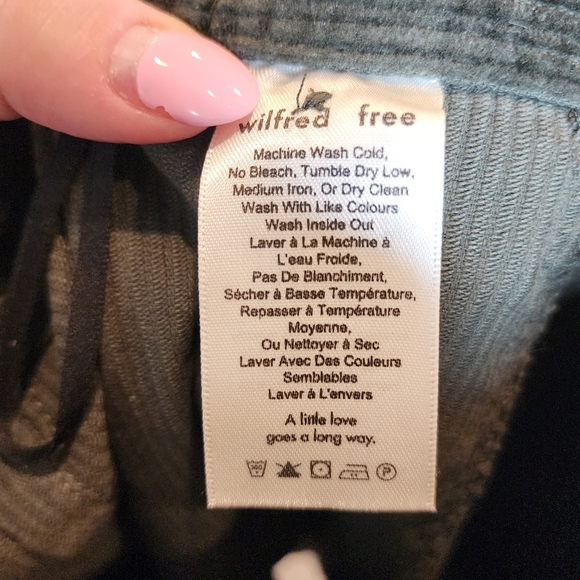 wilfred free
Machine Wash Cold,
No Bleach, Tumble Dry Low,
Medium Iron, Or Dry Clean
Wash With Like Colours
Wash Inside Out
Laver à La Machine à
L'eau Froide,
Pas De Blanchiment,
Sécher à Basse Température,
Repasser à Température
Moyenne,
Ou Nettoyer à Sec
Laver Avec Des Couleurs
Semblables
Laver à L'envers
A little love
goes a long way.
P